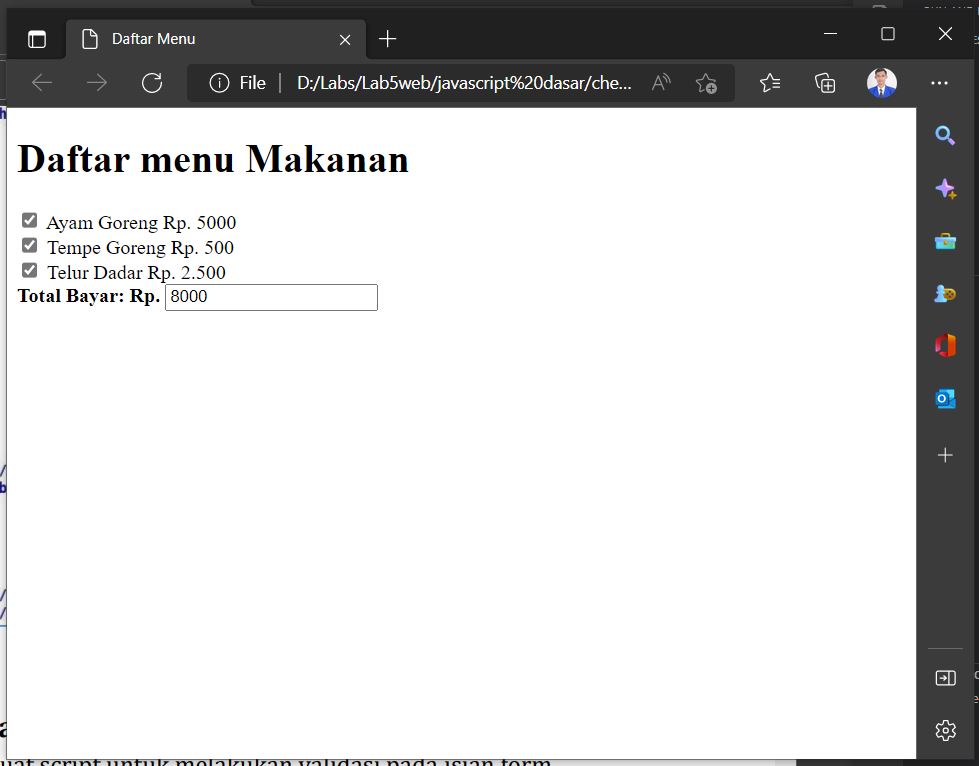 Daftar Menu
File
D:/Labs/Lab5web/javascript%20dasar/che...
Daftar menu Makanan
Ayam Goreng Rp. 5000
Tempe Goreng Rp. 500
Telur Dadar Rp. 2.500
Total Bayar: Rp. 8000
script untuk melakukan validasi pada isian form